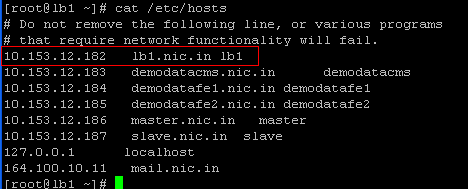 [root@lb1 ~]# cat /etc/hosts
# Do not remove the following line, or various programs
# that require network functionality will fail.
10.153.12.182 lb1.nic.in lb1
10.153.12.183 demodatacms.nic.in demodatacms
10.153.12.184 demodatafe1.nic.in demodatafe1
10.153.12.185 demodatafe2.nic.in demodatafe2
10.153.12.186 master.nic.in master
10.153.12.187 slave.nic.in slave
127.0.0.1 localhost
164.100.10.11 mail.nic.in
[root@lb1 ~]#